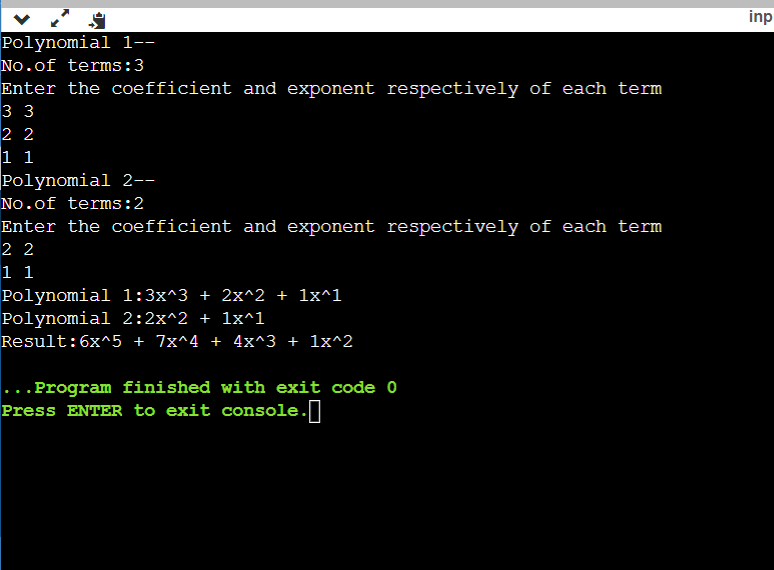 inp
Polynomial 1--
No.of terms:3
Enter the coefficient and exponent respectively of each term
3 3
2 2
1 1
Polynomial 2--
No.of terms:2
Enter the coefficient and exponent respectively of each term
2 2
1 1
Polynomial 1:3x^3 + 2x^2 + 1x^1
Polynomial 2:2x^2 + 1x^1
Result:6x^5 + 7x^4 + 4x^3 + 1x^2
...Program finished with exit code 0
Press ENTER to exit console.